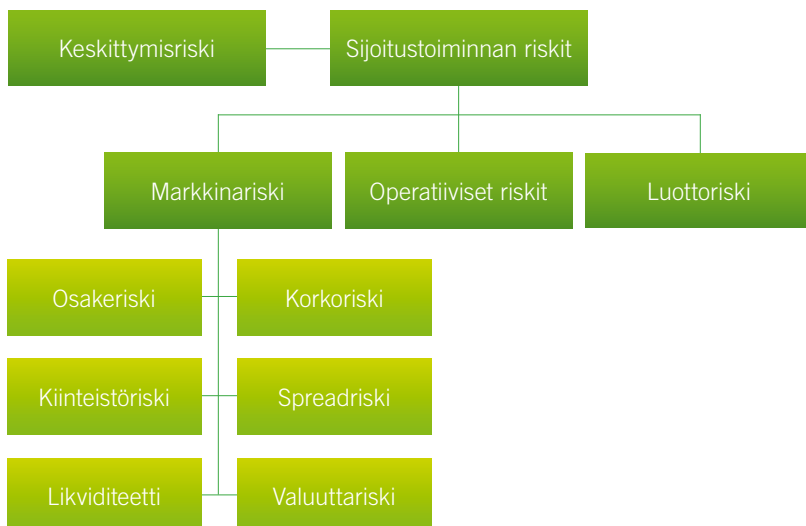 Keskittymisriski
Sijoitustoiminnan riskit
Markkinariski
Operatiiviset riskit
Luottoriski
Osakeriski
Korkoriski
Kiinteistöriski
Spreadriski
Likviditeetti
Valuuttariski